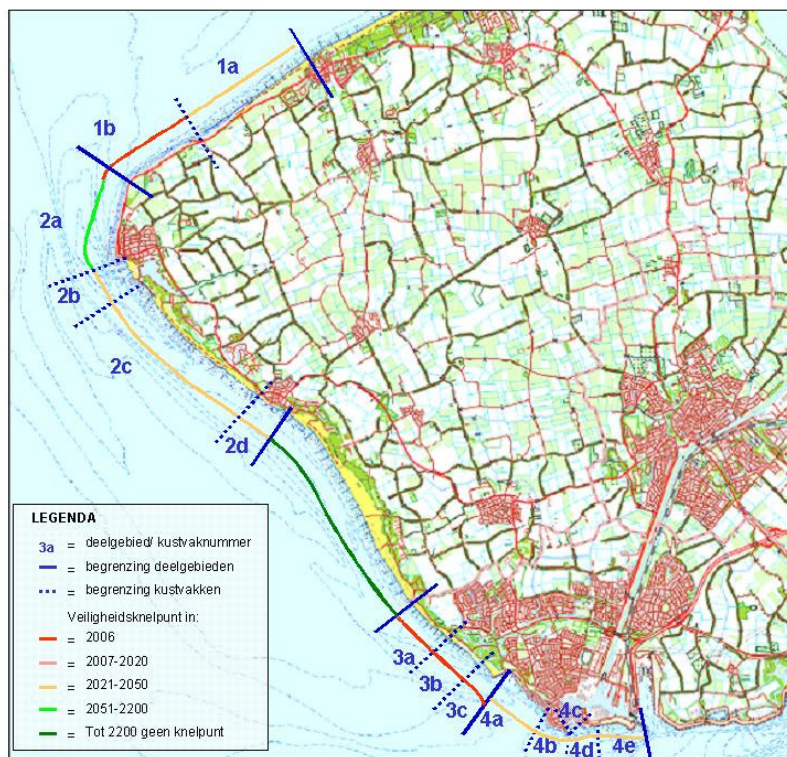 1a
1b
2a
2b
2c
2d
3a
3b
3c
4a
4c
4b
4d
4e
LEGENDA
3a = deelgebied/ kustvaknummer
= begrenzing deelgebieden
= begrenzing kustvakken
Veiligheidsknelpunt in:
= 2006
= 2007-2020
= 2021-2050
= 2051-2200
= Tot 2200 geen knelpunt